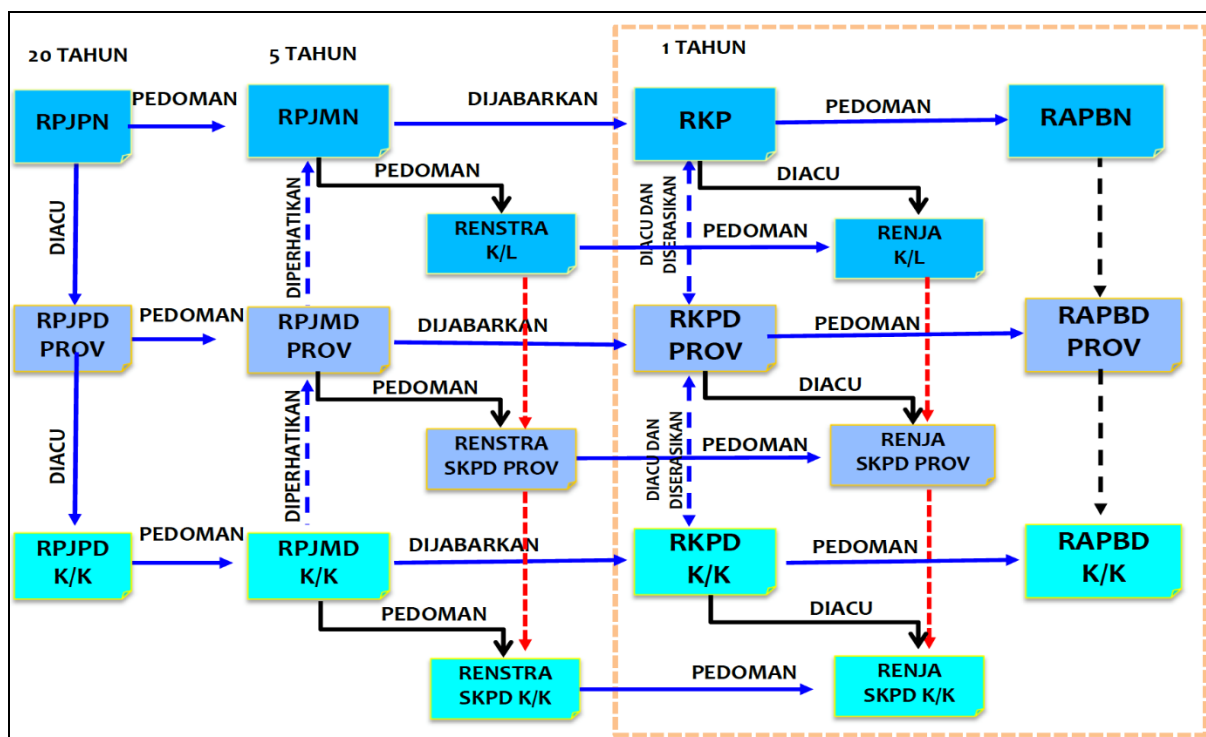 20 TAHUN
5 TAHUN
1 TAHUN
RPJPN
PEDOMAN
RPJMN
DIJABARKAN
RKP
PEDOMAN
RAPBN
DIACU
DIPERHATIKAN
PEDOMAN
RENSTRA
K/L
PEDOMAN
DIACU DAN
DISERASIKAN
DIACU
RENJA
K/L
RPJPD
PROV
PEDOMAN
RPJMD
PROV
DIJABARKAN
RKPD
PROV
PEDOMAN
RAPBD
PROV
DIACU
DIPERHATIKAN
PEDOMAN
RENSTRA
SKPD PROV
PEDOMAN
DIACU DAN
DISERASIKAN
DIACU
RENJA
SKPD PROV
RPJPD
K/K
PEDOMAN
RPJMD
K/K
DIJABARKAN
RKPD
K/K
PEDOMAN
RAPBD
K/K
PEDOMAN
RENSTRA
SKPD K/K
PEDOMAN
DIACU
RENJA
SKPD K/K